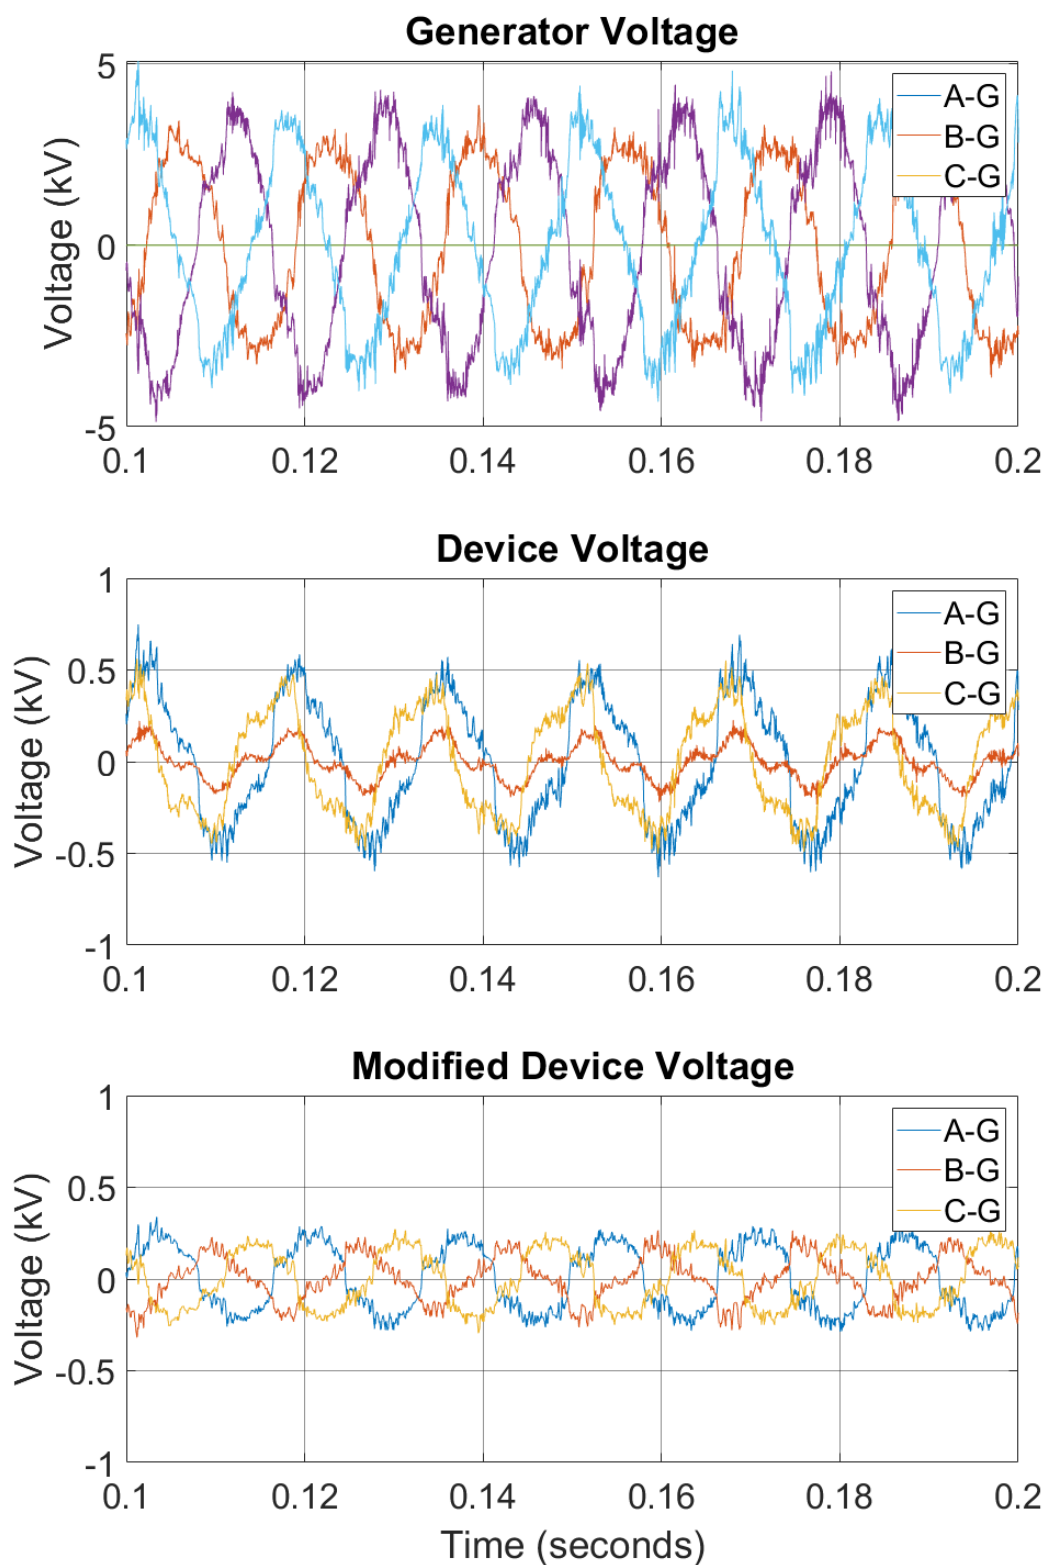 Generator Voltage
5
0
-5
Voltage (kV)
A-G
B-G
C-G
0.1 0.12 0.14 0.16 0.18 0.2
Device Voltage
1
0.5
0
-0.5
-1
Voltage (kV)
A-G
B-G
C-G
0.1 0.12 0.14 0.16 0.18 0.2
Modified Device Voltage
1
0.5
0
-0.5
-1
Voltage (kV)
A-G
B-G
C-G
0.1 0.12 0.14 0.16 0.18 0.2
Time (seconds)